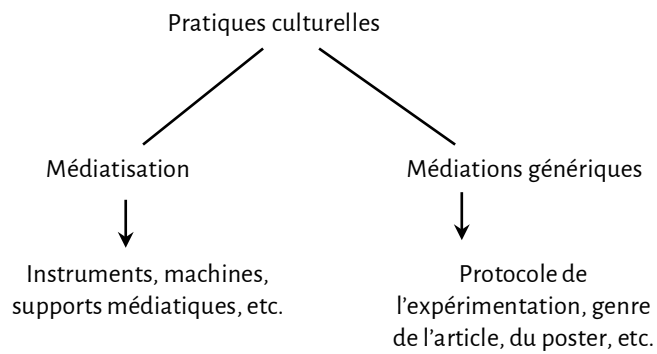 Pratiques culturelles
Médiatisation
Médiations génériques
Instruments, machines,
supports médiatiques, etc.
Protocole de
l’expérimentation, genre
de l’article, du poster, etc.